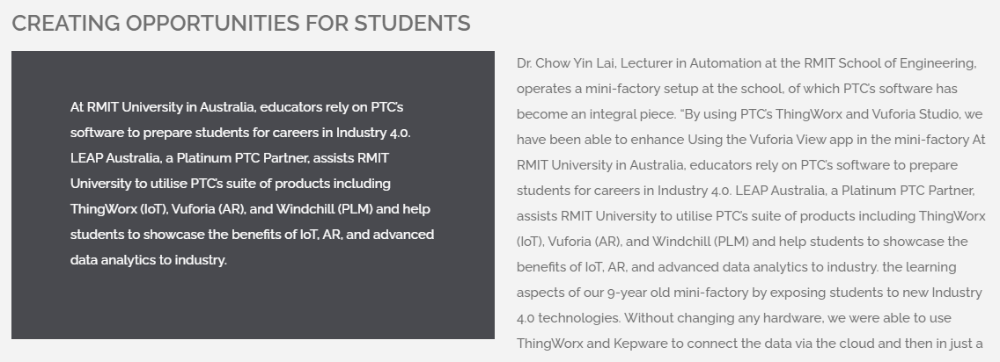 CREATING OPPORTUNITIES FOR STUDENTS
At RMIT University in Australia, educators rely on PTC's
software to prepare students for careers in Industry 4.0.
LEAP Australia, a Platinum PTC Partner, assists RMIT
University to utilise PTC's suite of products including
ThingWorx (IoT), Vuforia (AR), and Windchill (PLM) and help
students to showcase the benefits of IoT, AR, and advanced
data analytics to industry.
Dr. Chow Yin Lai, Lecturer in Automation at the RMIT School of Engineering,
operates a mini-factory setup at the school, of which PTC's software has
become an integral piece. “By using PTC's ThingWorx and Vuforia Studio, we
have been able to enhance Using the Vuforia View app in the mini-factory At
RMIT University in Australia, educators rely on PTC's software to prepare
students for careers in Industry 4.0. LEAP Australia, a Platinum PTC Partner,
assists RMIT University to utilise PTC's suite of products including ThingWorx
(IoT), Vuforia (AR), and Windchill (PLM) and help students to showcase the
benefits of IoT, AR, and advanced data analytics to industry. the learning
aspects of our 9-year old mini-factory by exposing students to new Industry
4.0 technologies. Without changing any hardware, we were able to use
ThingWorx and Kepware to connect the data via the cloud and then in just a